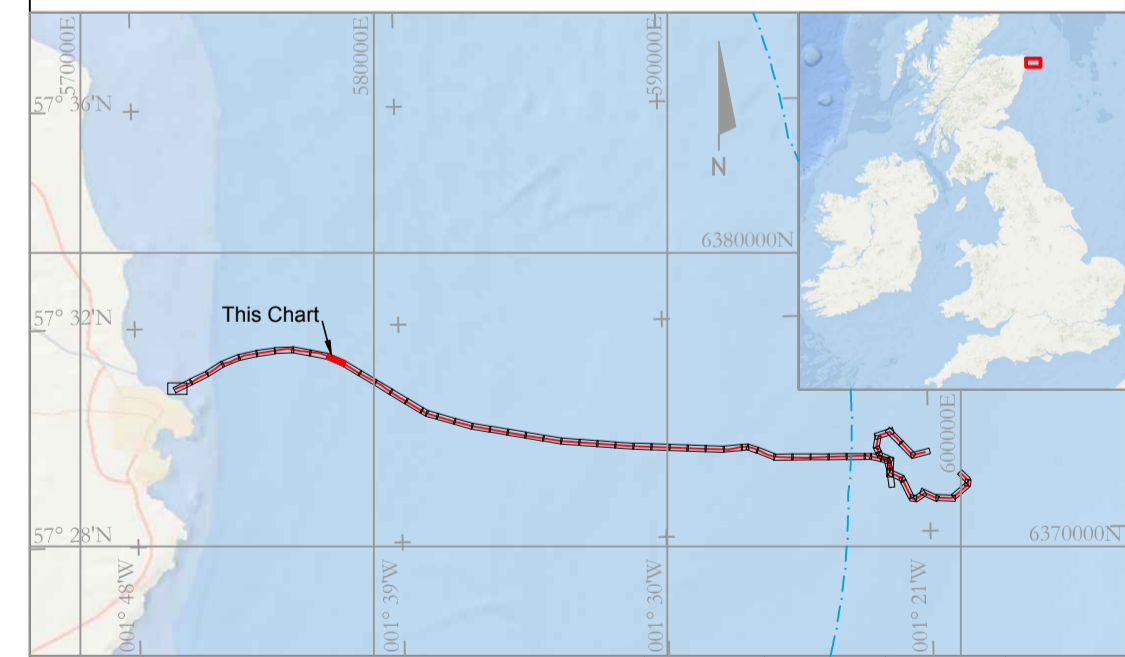 570000E
580000E
590000E
57° 36'N
N
6380000N
This Chart
57° 32'N
600000E
57° 28'N
6370000N
001° 48'W
001° 39'W
001° 30'W
001° 21'W